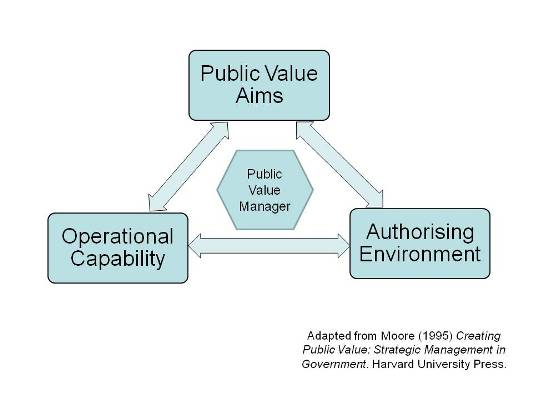 Public Value
Aims
Public
Value
Manager
Operational
Capability
Authorising
Environment
Adapted from Moore (1995) Creating
Public Value: Strategic Management in
Government. Harvard University Press.